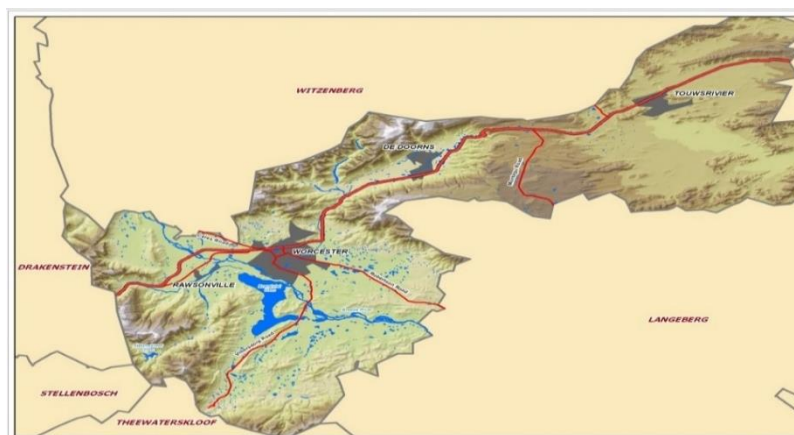 WITZENBERG
TOUWSRIVIER
DE DOORNS
DRAKENSTEIN
WORCESTER
RAWSONVILLE
LANGEBERG
STELLENBOSCH
THEEWATERSKLOOF